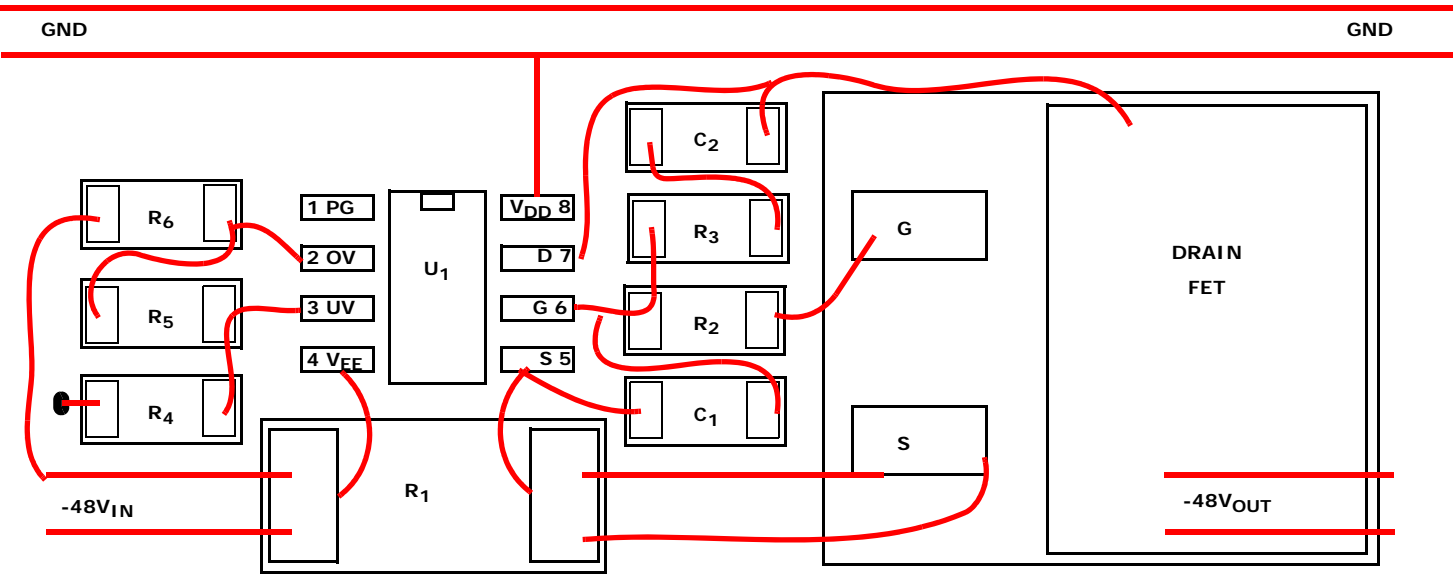 GND GND
C2
R6 1 PG VDD 8 R3 G
2 OV U1 D 7 DRAIN
FET
R5 3 UV G 6 R2
4 VEE S 5
R4 C1 S
R1
-48VIN -48VOUT